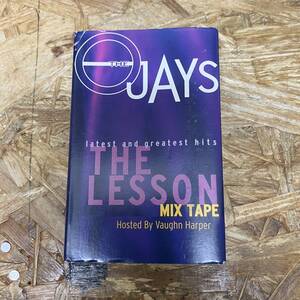 THE
O JAYS
latest and greatest hits
THE
LESSON
MIX TAPE
Hosted By Vaughn Harper